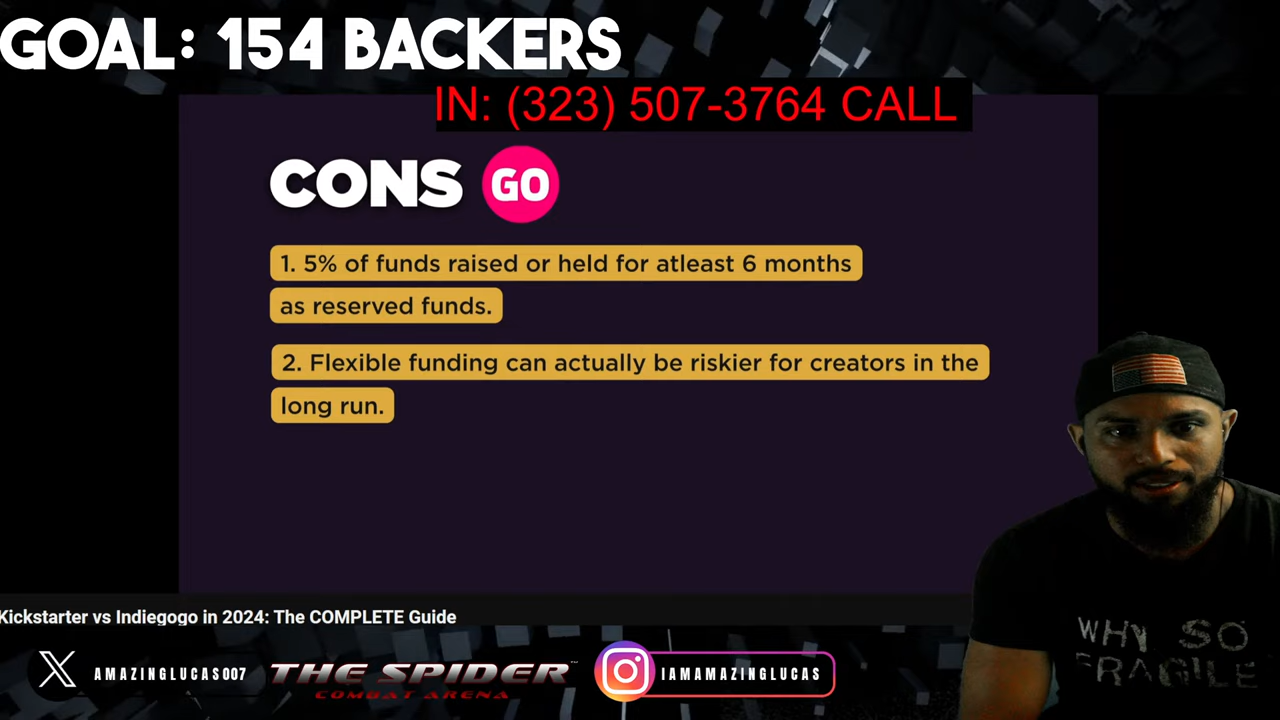 GOAL: 154 BACKERS
IN: (323) 507-3764 CALL
CONS GO
1. 5% of funds raised or held for atleast 6 months
as reserved funds.
2. Flexible funding can actually be riskier for creators in the
long run.
Kickstarter vs Indiegogo in 2024: The COMPLETE Guide
AMAZINGLUCAS007 THE SPIDER IAMAMAZINGLUCAS
COMBAT ARENA
WHY SO
FRAGILE